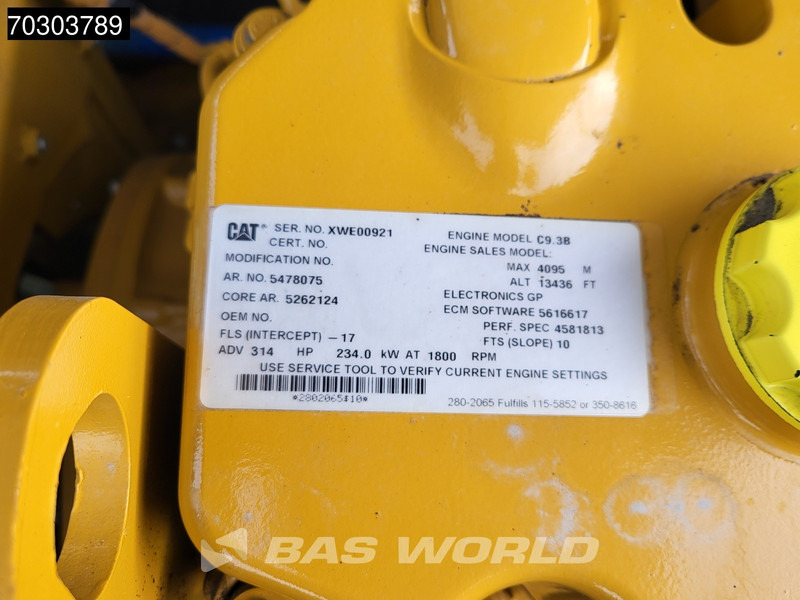 70303789
CAT SER. NO. XWE00921
CERT. NO.
MODIFICATION NO.
AR. NO. 5478075
CORE AR. 5262124
OEM NO.
FLS (INTERCEPT) -17
ADV 314 HP 234.0 kW AT 1800 RPM
ENGINE MODEL C9.3B
ENGINE SALES MODEL:
MAX 4095 M
ALT 13436 FT
ELECTRONICS GP
ECM SOFTWARE 5616617
PERF. SPEC 4581813
FTS (SLOPE) 10
USE SERVICE TOOL TO VERIFY CURRENT ENGINE SETTINGS
*2802065$10*
280-2065 Fulfills 115-5852 or 350-8616
BAS WORLD